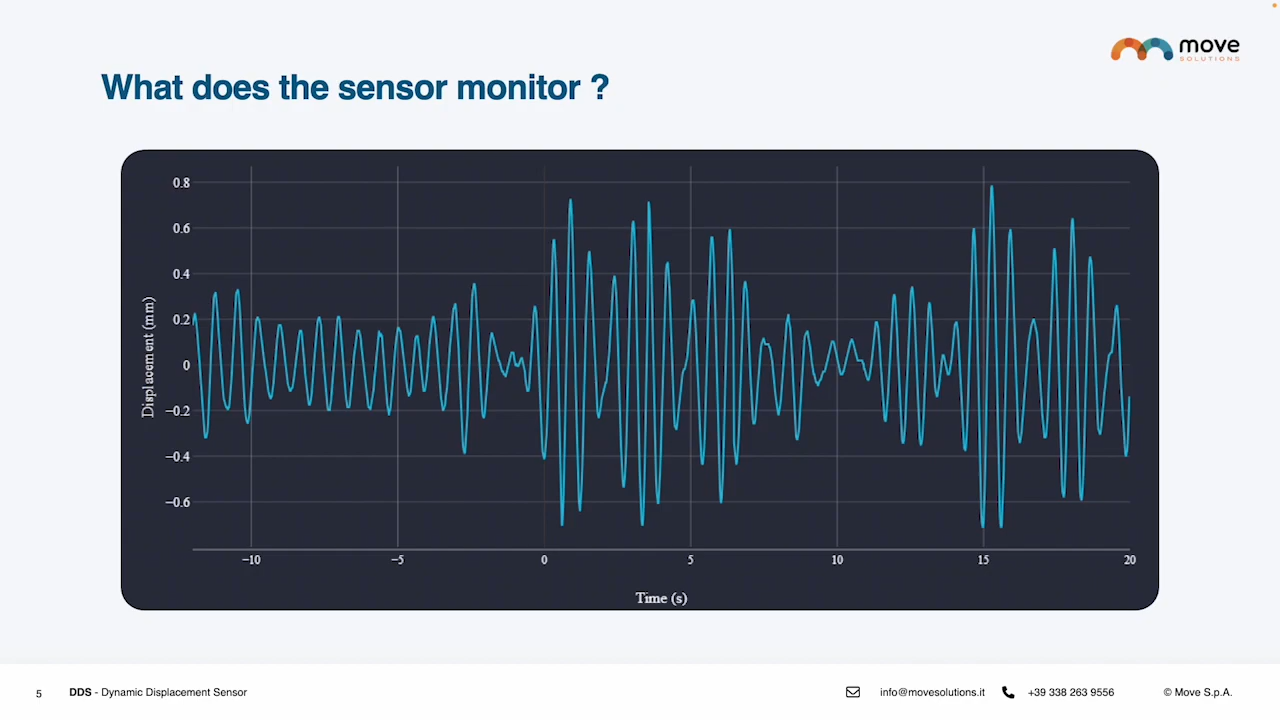 move
SOLUTIONS
What does the sensor monitor ?
0.8
0.6
0.4
0.2
0
−0.2
−0.4
−0.6
Displacement (mm)
−10 −5 0 5 10 15 20
Time (s)
5 DDS - Dynamic Displacement Sensor info@movesolutions.it +39 338 263 9556 © Move S.p.A.